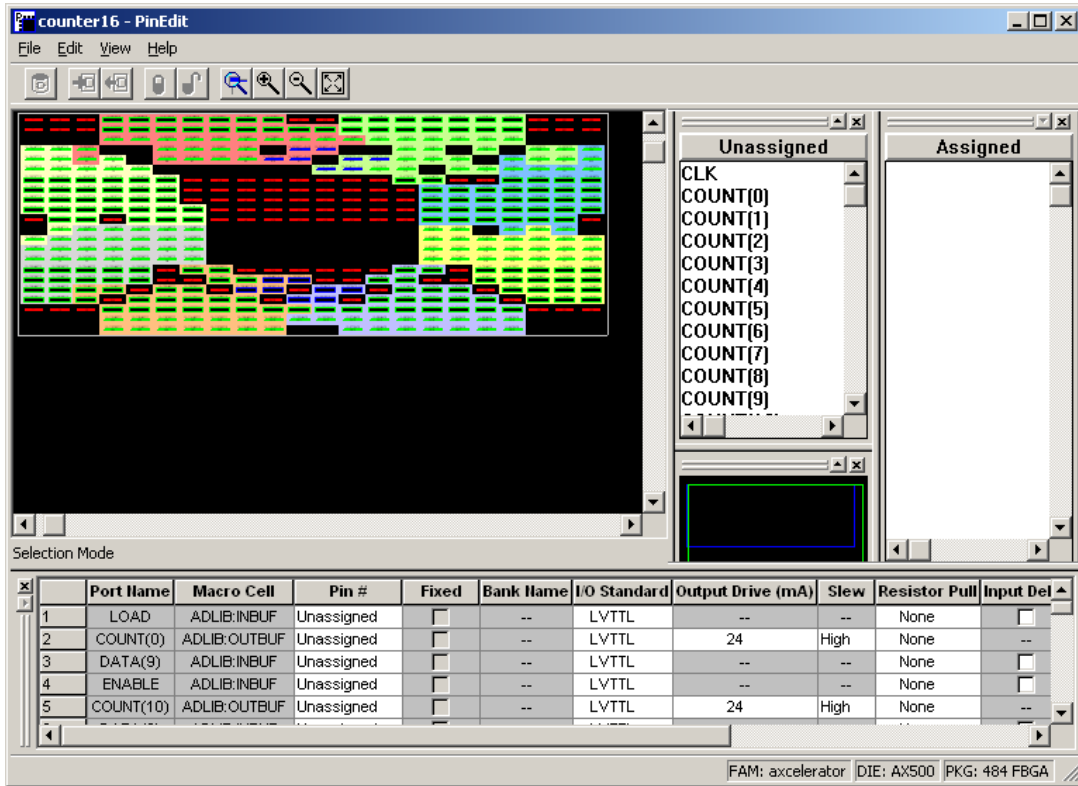 counter16 - PinEdit
File Edit View Help
Unassigned
CLK
COUNT(0)
COUNT(1)
COUNT(2)
COUNT(3)
COUNT(4)
COUNT(5)
COUNT(6)
COUNT(7)
COUNT(8)
COUNT(9)
Assigned
Selection Mode
Port Name Macro Cell Pin # Fixed Bank Name I/O Standard Output Drive (mA) Slew Resistor Pull Input Del
1 LOAD ADLIB:INBUF Unassigned -- LVTTL -- -- None
2 COUNT(0) ADLIB:OUTBUF Unassigned -- LVTTL 24 High None --
3 DATA(9) ADLIB:INBUF Unassigned -- LVTTL -- -- None
4 ENABLE ADLIB:INBUF Unassigned -- LVTTL -- -- None
5 COUNT(10) ADLIB:OUTBUF Unassigned -- LVTTL 24 High None --
FAM: axcelerator DIE: AX500 PKG: 484 FBGA